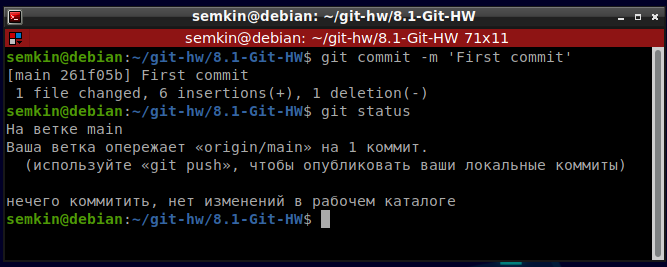 semkin@debian: ~/git-hw/8.1-Git-HW
semkin@debian: ~/git-hw/8.1-Git-HW 71x11
semkin@debian:~/git-hw/8.1-Git-HW$ git commit -m 'First commit'
[main 261f05b] First commit
 1 file changed, 6 insertions(+), 1 deletion(-)
semkin@debian:~/git-hw/8.1-Git-HW$ git status
На ветке main
Ваша ветка опережает «origin/main» на 1 коммит.
  (используйте «git push», чтобы опубликовать ваши локальные коммиты)
нечего коммитить, нет изменений в рабочем каталоге
semkin@debian:~/git-hw/8.1-Git-HW$